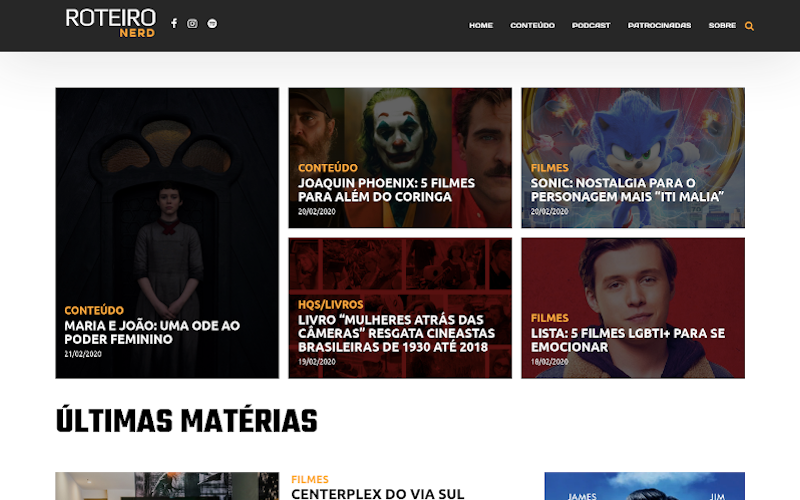 ROTEIRO
NERD
HOME
CONTEÚDO
PODCAST
PATROCINADAS
SOBRE
CONTEÚDO
MARIA E JOÃO: UMA ODE AO
PODER FEMININO
21/02/2020
CONTEÚDO
JOAQUIN PHOENIX: 5 FILMES
PARA ALÉM DO CORINGA
20/02/2020
FILMES
SONIC: NOSTALGIA PARA O
PERSONAGEM MAIS “ITI MALIA”
20/02/2020
HQS/LIVROS
LIVRO “MULHERES ATRÁS DAS
CÂMERAS” RESGATA CINEASTAS
BRASILEIRAS DE 1930 ATÉ 2018
19/02/2020
FILMES
LISTA: 5 FILMES LGBTI+ PARA SE
EMOCIONAR
18/02/2020
ÚLTIMAS MATÉRIAS
FILMES
CENTERPLEX DO VIA SUL
JAMES
JIM